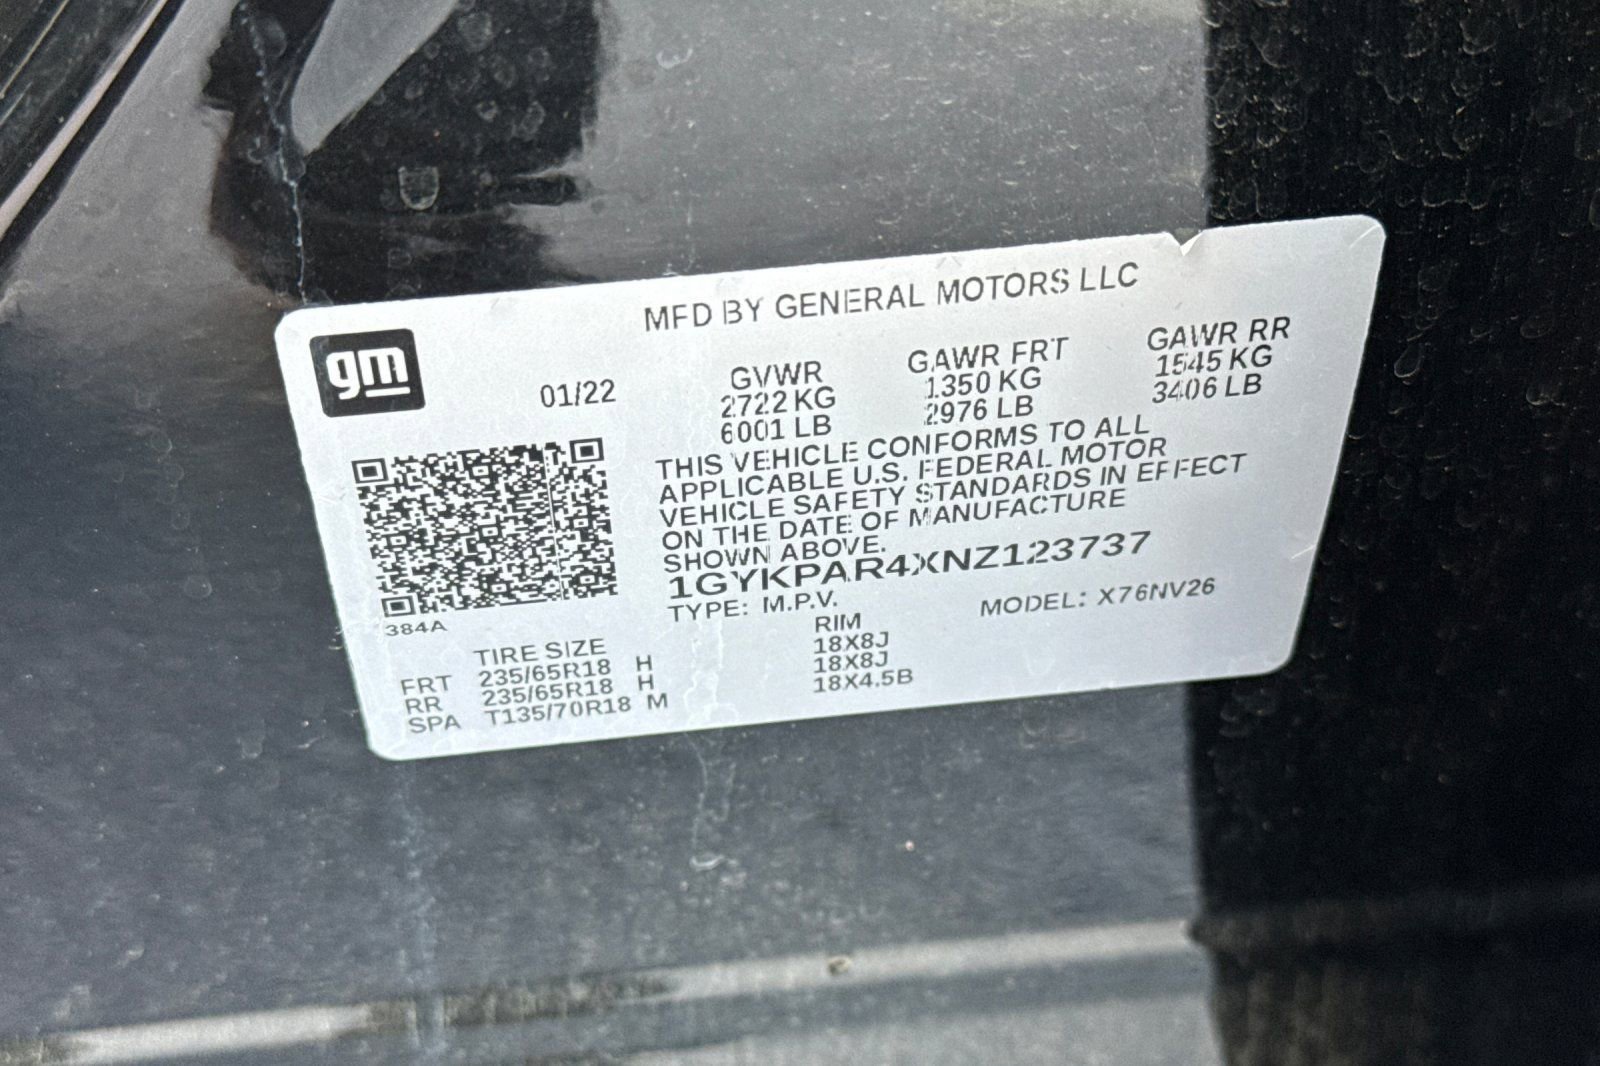 MFD BY GENERAL MOTORS LLC
gm
01/22
GVWR GAWR FRT GAWR RR
2722 KG 1350 KG 1545 KG
6001 LB 2976 LB 3406 LB
THIS VEHICLE CONFORMS TO ALL
APPLICABLE U.S. FEDERAL MOTOR
VEHICLE SAFETY STANDARDS IN EFFECT
ON THE DATE OF MANUFACTURE
SHOWN ABOVE.
1GYKPAR4XNZ123737
TYPE: M.P.V. MODEL: X76NV26
384A
TIRE SIZE RIM
FRT 235/65R18 H 18X8J
RR 235/65R18 H 18X8J
SPA T135/70R18 M 18X4.5B